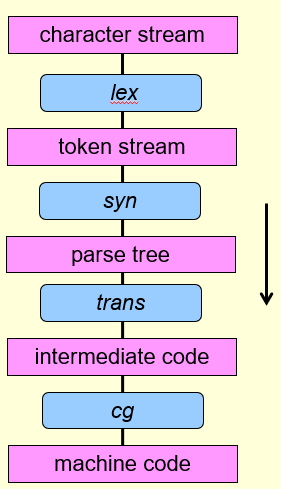 character stream
lex
token stream
syn
parse tree
trans
intermediate code
cg
machine code